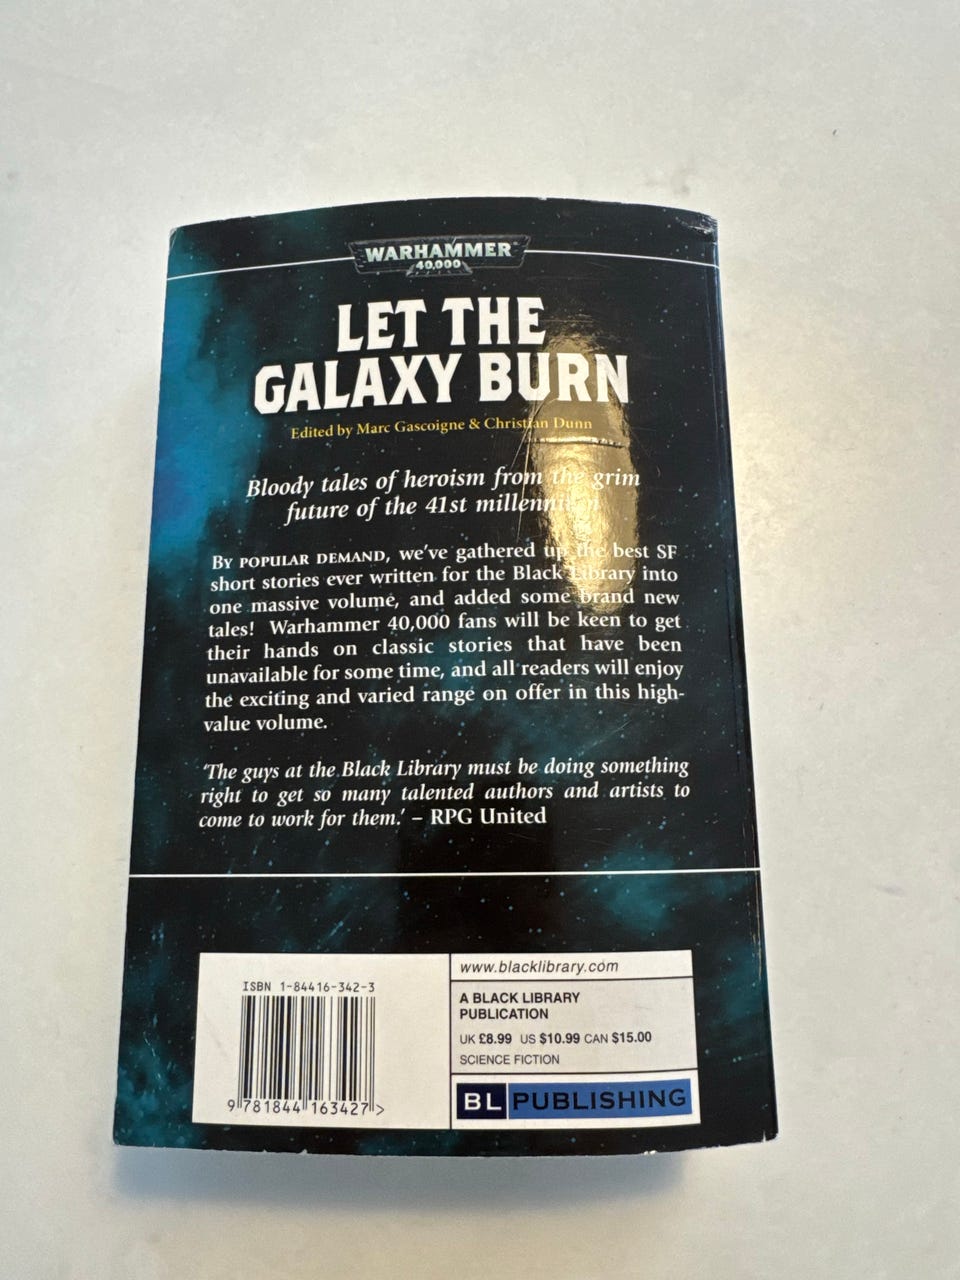 WARHAMMER
40,000
LET THE
GALAXY BURN
Edited by Marc Gascoigne & Christian Dunn
Bloody tales of heroism from the grim
future of the 41st millennium
BY POPULAR DEMAND, we've gathered up the best SF
short stories ever written for the Black Library into
one massive volume, and added some brand new
tales! Warhammer 40,000 fans will be keen to get
their hands on classic stories that have been
unavailable for some time, and all readers will enjoy
the exciting and varied range on offer in this high-
value volume.
'The guys at the Black Library must be doing something
right to get so many talented authors and artists to
come to work for them.' – RPG United
ISBN 1-84416-342-3
9 781844 163427 >
www.blacklibrary.com
A BLACK LIBRARY
PUBLICATION
UK £8.99 US $10.99 CAN $15.00
SCIENCE FICTION
BL PUBLISHING